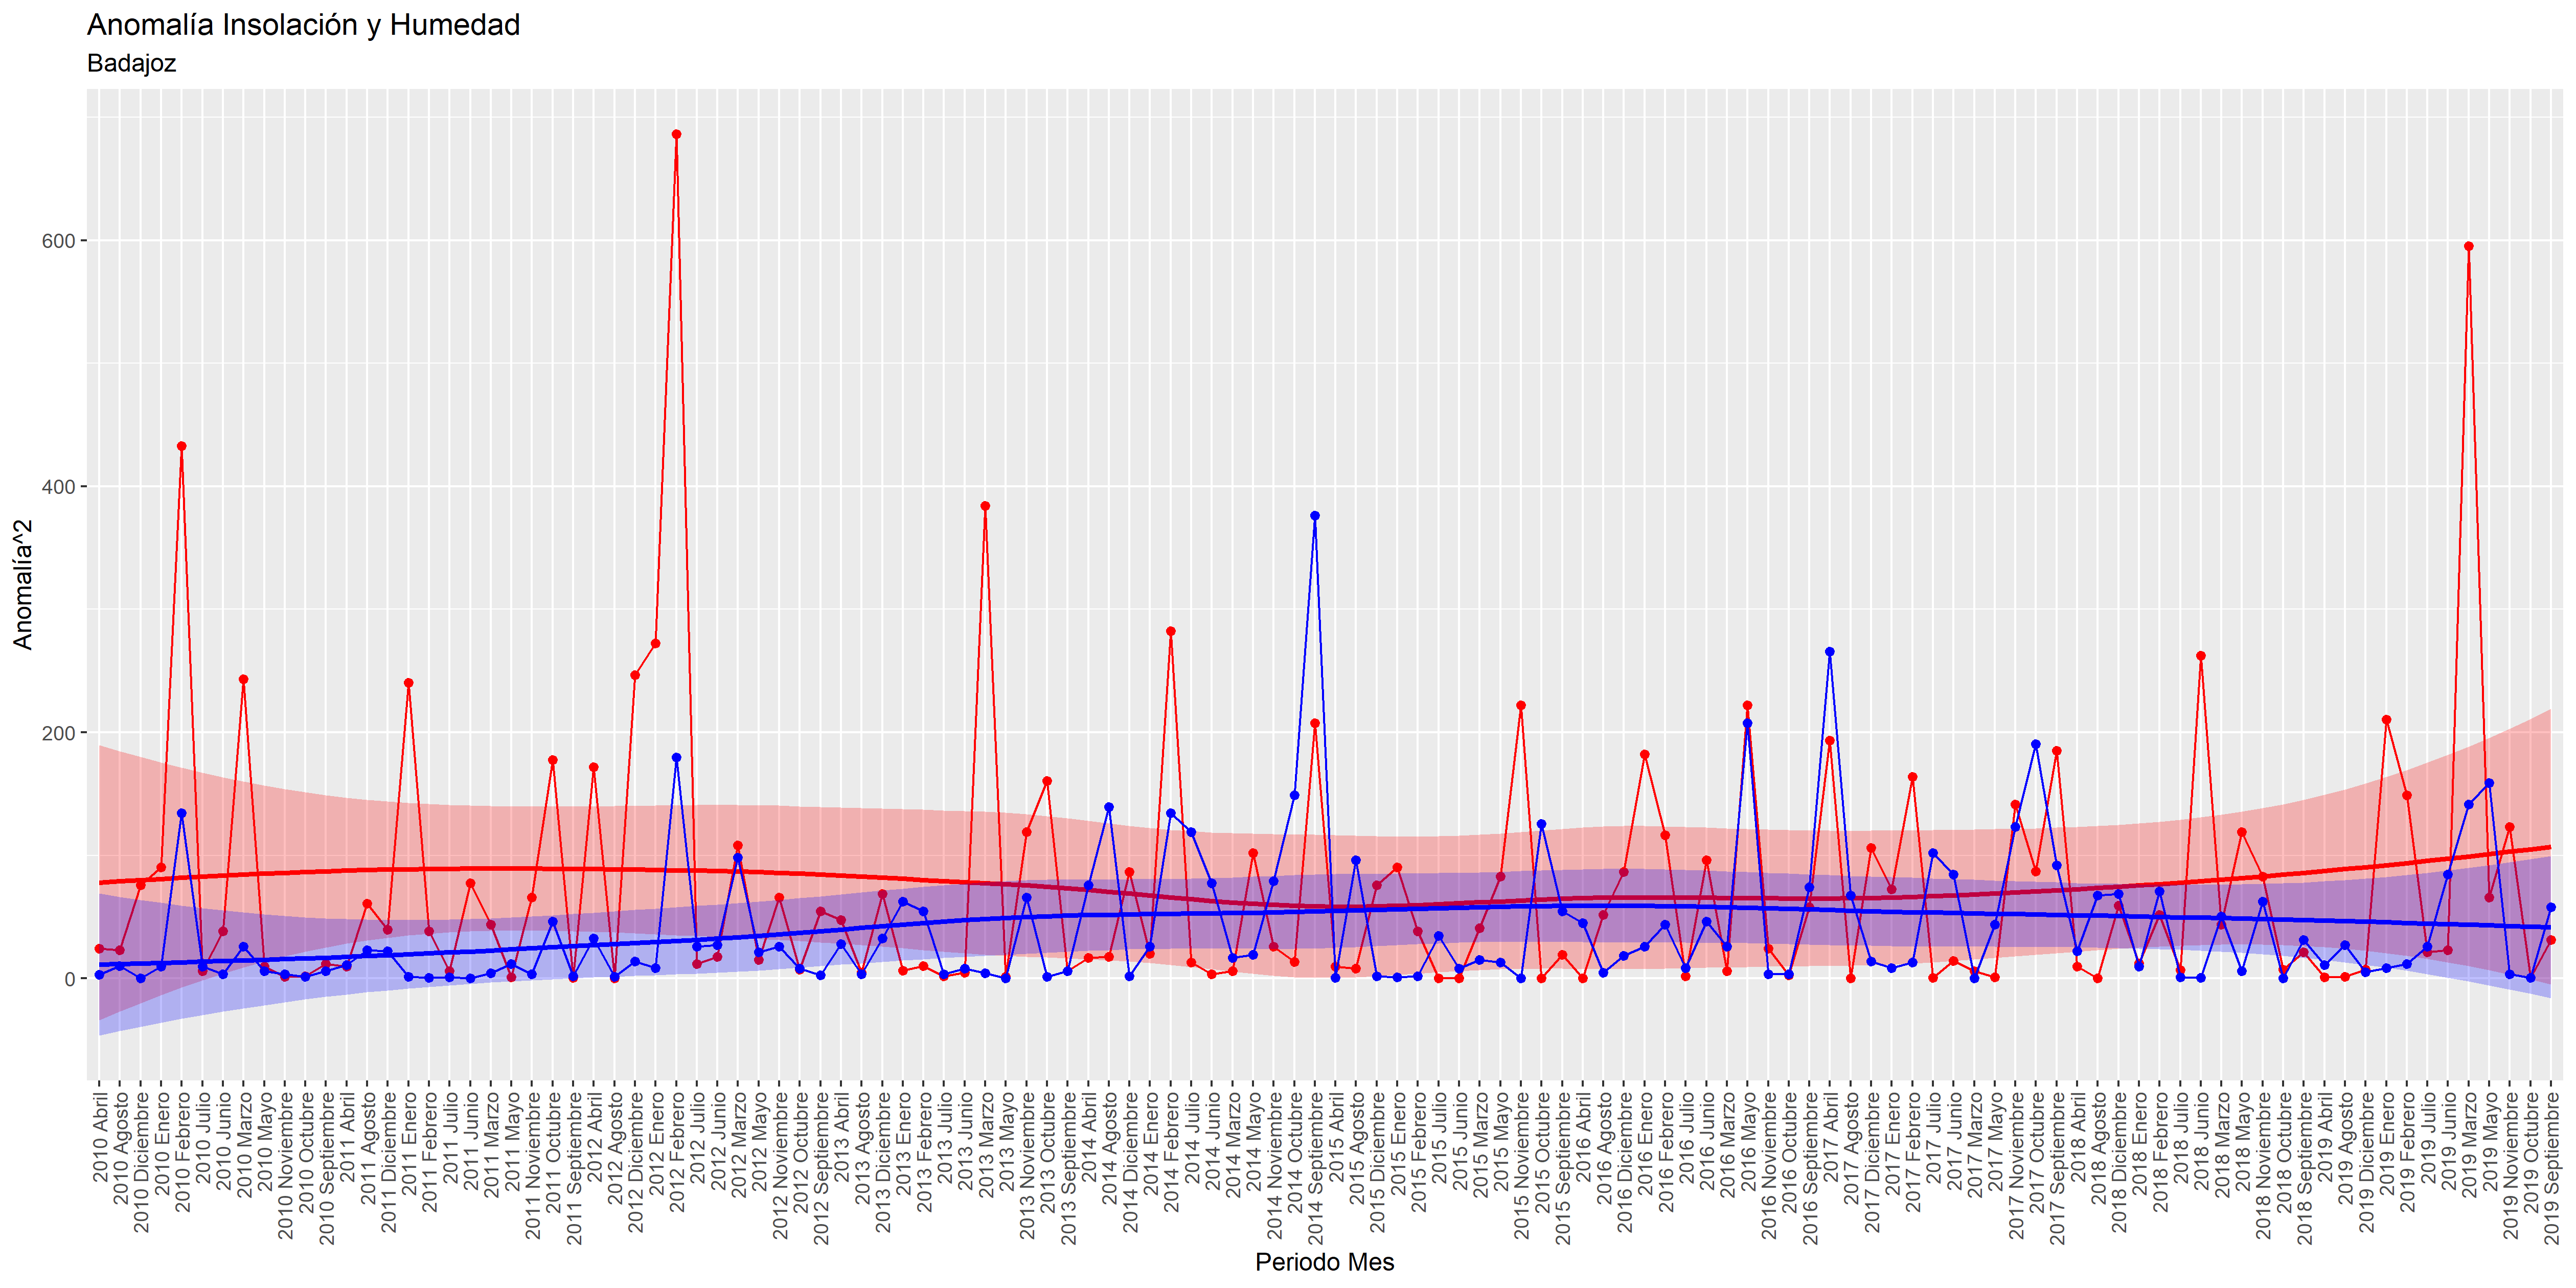 Anomalía Insolación y Humedad
Badajoz
Anomalía^2
600
400
200
0
2010 Abril
2010 Agosto
2010 Diciembre
2010 Enero
2010 Febrero
2010 Julio
2010 Junio
2010 Marzo
2010 Mayo
2010 Noviembre
2010 Octubre
2010 Septiembre
2011 Abril
2011 Agosto
2011 Diciembre
2011 Enero
2011 Febrero
2011 Julio
2011 Junio
2011 Marzo
2011 Mayo
2011 Noviembre
2011 Octubre
2011 Septiembre
2012 Abril
2012 Agosto
2012 Diciembre
2012 Enero
2012 Febrero
2012 Julio
2012 Junio
2012 Marzo
2012 Mayo
2012 Noviembre
2012 Octubre
2012 Septiembre
2013 Abril
2013 Agosto
2013 Diciembre
2013 Enero
2013 Febrero
2013 Julio
2013 Junio
2013 Marzo
2013 Mayo
2013 Noviembre
2013 Octubre
2013 Septiembre
2014 Abril
2014 Agosto
2014 Diciembre
2014 Enero
2014 Febrero
2014 Julio
2014 Junio
2014 Marzo
2014 Mayo
2014 Noviembre
2014 Octubre
2014 Septiembre
2015 Abril
2015 Agosto
2015 Diciembre
2015 Enero
2015 Febrero
2015 Julio
2015 Junio
2015 Marzo
2015 Mayo
2015 Noviembre
2015 Octubre
2015 Septiembre
2016 Abril
2016 Agosto
2016 Diciembre
2016 Enero
2016 Febrero
2016 Julio
2016 Junio
2016 Marzo
2016 Mayo
2016 Noviembre
2016 Octubre
2016 Septiembre
2017 Abril
2017 Agosto
2017 Diciembre
2017 Enero
2017 Febrero
2017 Julio
2017 Junio
2017 Marzo
2017 Mayo
2017 Noviembre
2017 Octubre
2017 Septiembre
2018 Abril
2018 Agosto
2018 Diciembre
2018 Enero
2018 Febrero
2018 Julio
2018 Junio
2018 Marzo
2018 Mayo
2018 Noviembre
2018 Octubre
2018 Septiembre
2019 Abril
2019 Agosto
2019 Diciembre
2019 Enero
2019 Febrero
2019 Julio
2019 Junio
2019 Marzo
2019 Mayo
2019 Noviembre
2019 Octubre
2019 Septiembre
Periodo Mes